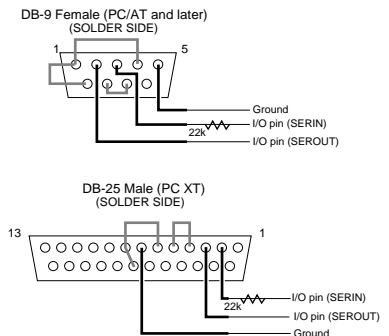 DB-9 Female (PC/AT and later)
(SOLDER SIDE)
1 5
Ground
I/O pin (SERIN)
22k
I/O pin (SEROUT)
DB-25 Male (PC XT)
(SOLDER SIDE)
13 1
I/O pin (SERIN)
22k
I/O pin (SEROUT)
Ground